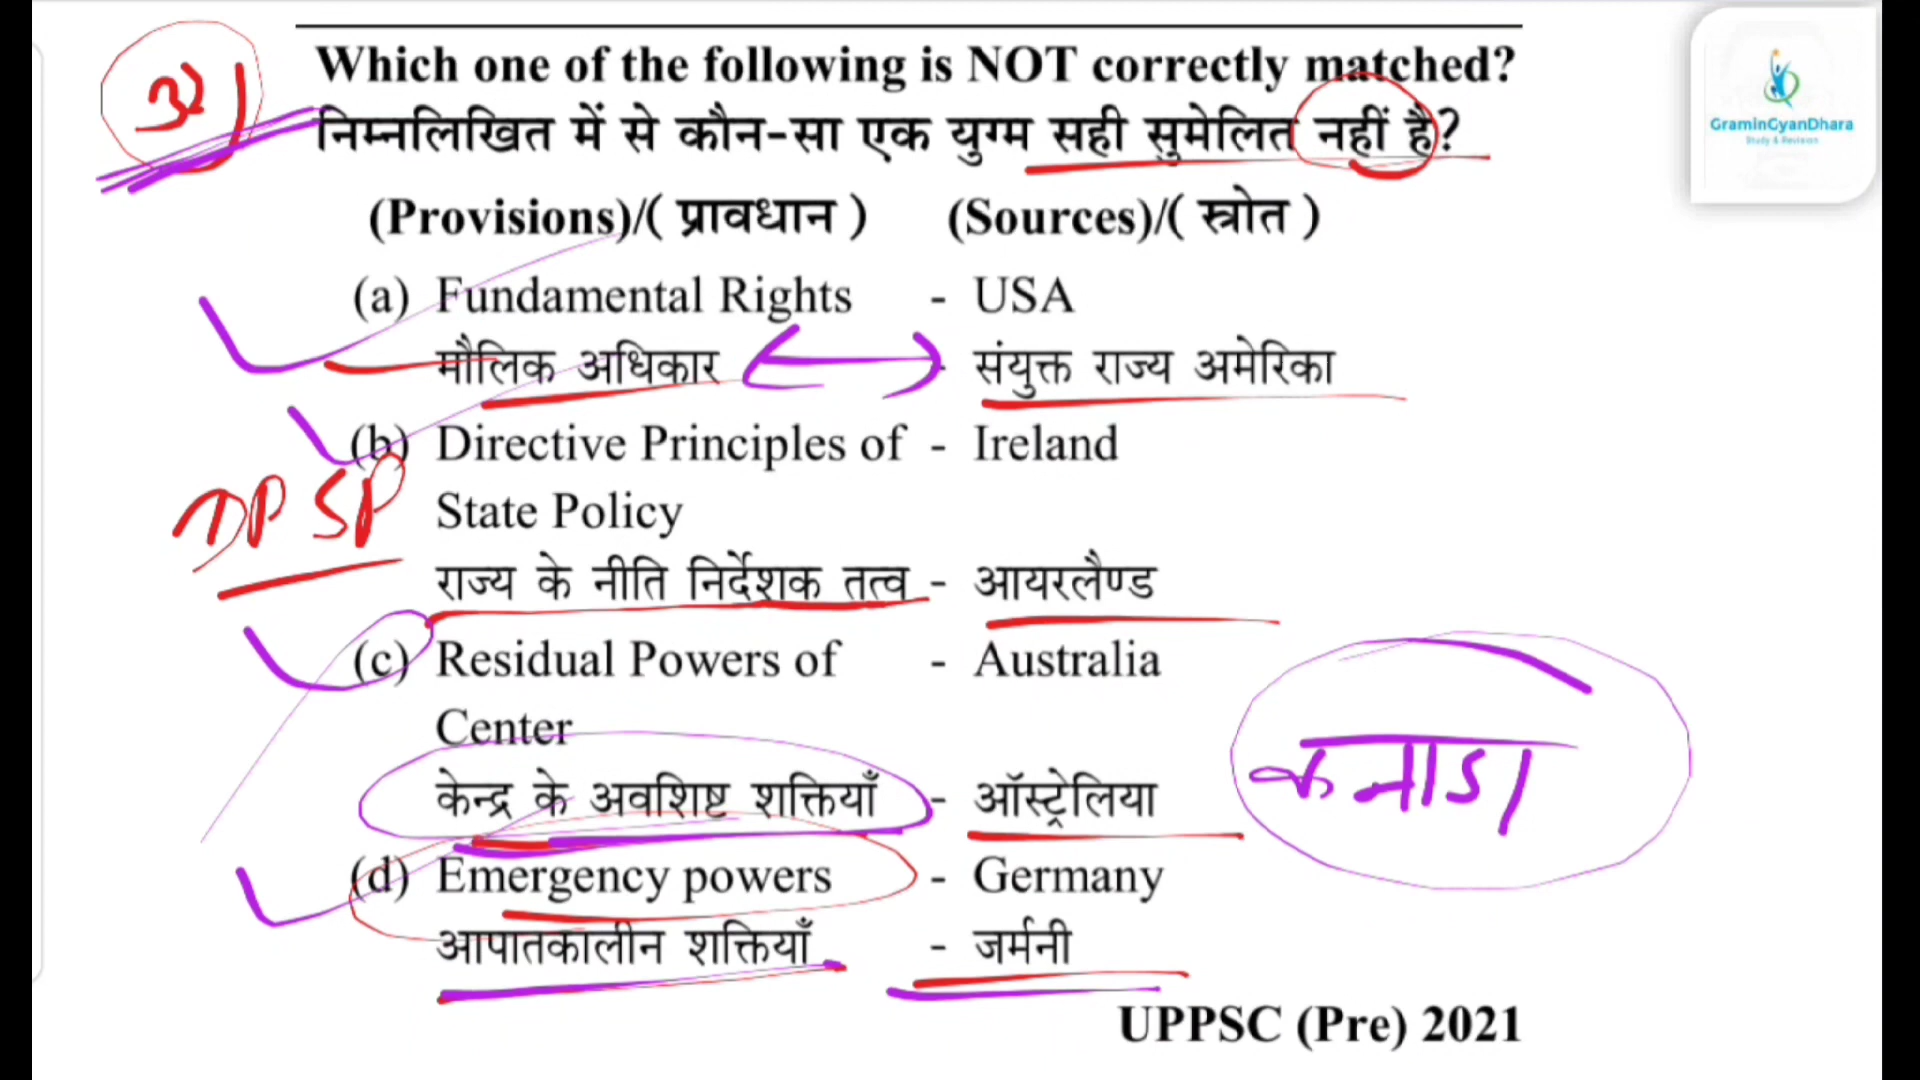 Which one of the following is NOT correctly matched?
निम्नलिखित में से कौन-सा एक युग्म सही सुमेलित नहीं है?
(Provisions)/( प्रावधान ) (Sources)/( स्त्रोत )
(a) Fundamental Rights - USA
मौलिक अधिकार - संयुक्त राज्य अमेरिका
(b) Directive Principles of - Ireland
DPSP
State Policy
राज्य के नीति निर्देशक तत्व - आयरलैण्ड
(c) Residual Powers of - Australia
Center
केन्द्र के अवशिष्ट शक्तियाँ - ऑस्ट्रेलिया
कनाडा
(d) Emergency powers - Germany
आपातकालीन शक्तियाँ - जर्मनी
UPPSC (Pre) 2021
GraminGyanDhara
Study & Revision